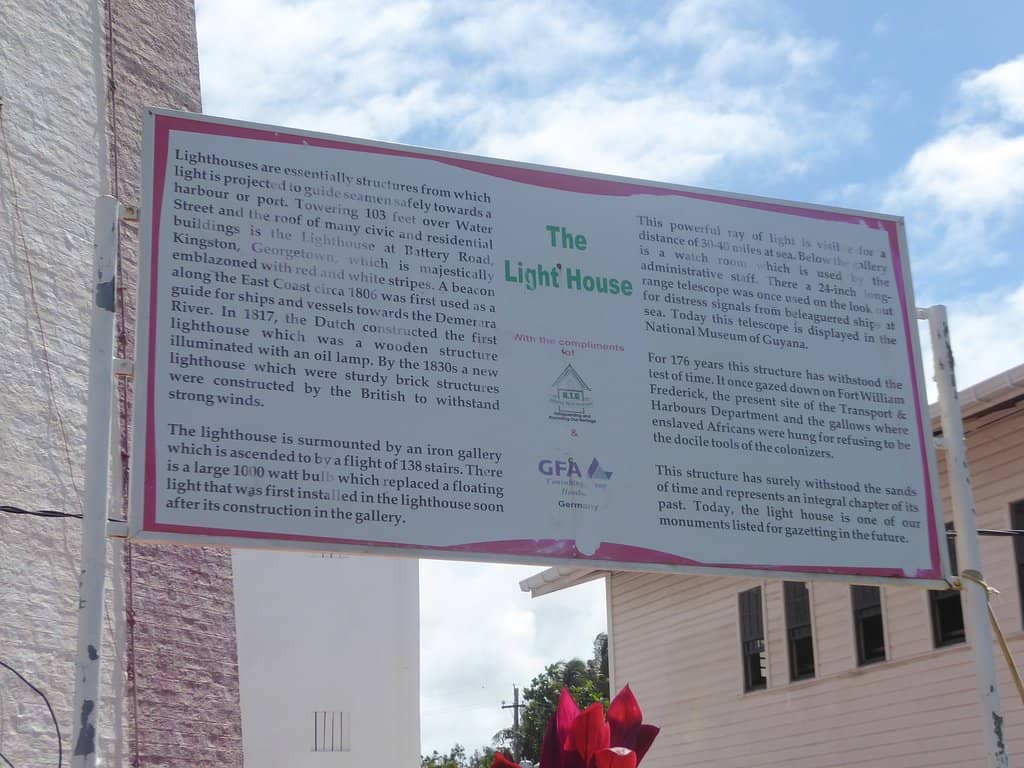 Lighthouses are essentially structures from which
light is projected to guide seamen safely towards a
harbour or port. Towering 103 feet over Water
Street and the roof of many civic and residential
buildings is the Lighthouse at Battery Road,
Kingston, Georgetown, which is majestically
emblazoned with red and white stripes. A beacon
along the East Coast circa 1806 was first used as a
guide for ships and vessels towards the Demerara
River. In 1817, the Dutch constructed the first
lighthouse which was a wooden structure
illuminated with an oil lamp. By the 1830s a new
lighthouse which were sturdy brick structures
were constructed by the British to withstand
strong winds.
The lighthouse is surmounted by an iron gallery
which is ascended to by a flight of 138 stairs. There
is a large 1000 watt bulb which replaced a floating
light that was first installed in the lighthouse soon
after its construction in the gallery.
The
Light House
With the compliments
of
N.T.G
&
GFA
Germany
This powerful ray of light is visible for a
distance of 30-40 miles at sea. Below the gallery
is a watch room which is used by the
administrative staff. There a 24-inch long-
range telescope was once used on the look out
for distress signals from beleaguered ships at
sea. Today this telescope is displayed in the
National Museum of Guyana.
For 176 years this structure has withstood the
test of time. It once gazed down on Fort William
Frederick, the present site of the Transport &
Harbours Department and the gallows where
enslaved Africans were hung for refusing to be
the docile tools of the colonizers.
This structure has surely withstood the sands
of time and represents an integral chapter of its
past. Today, the light house is one of our
monuments listed for gazetting in the future.